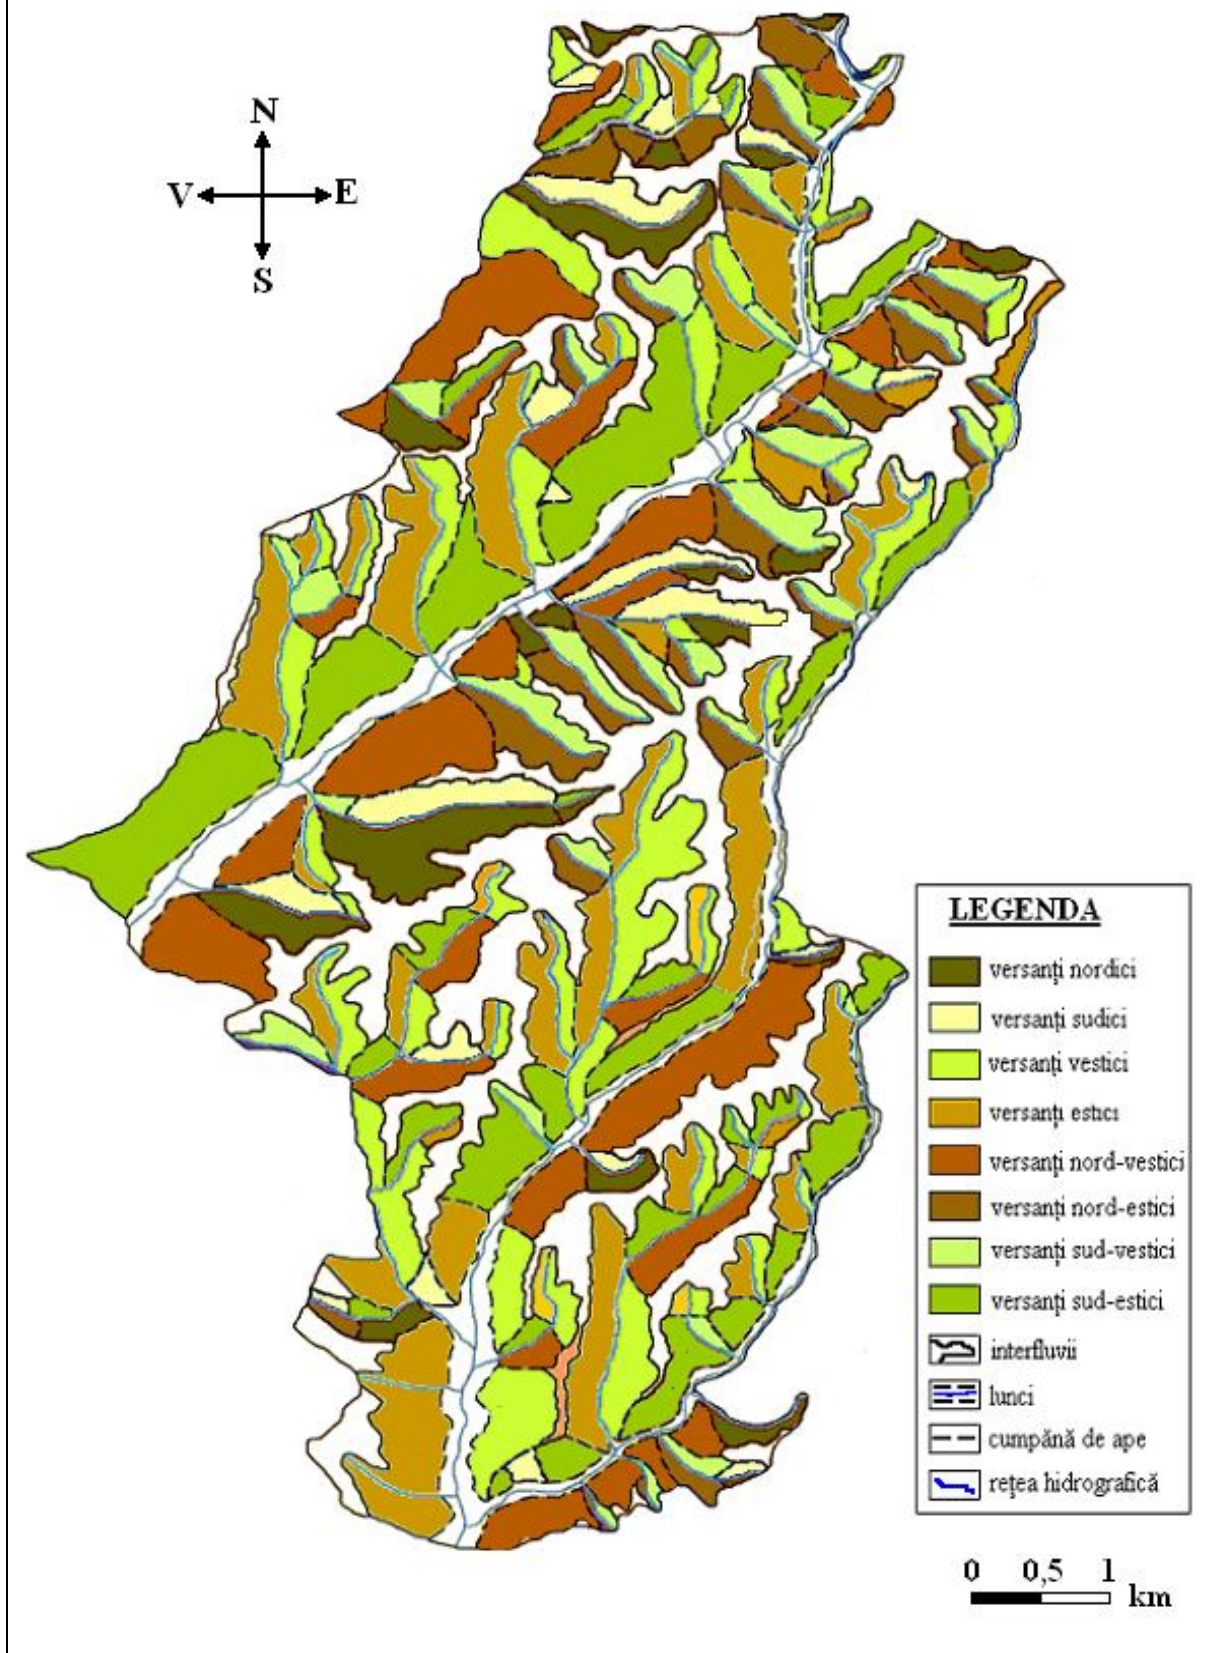 N
V E
S
LEGENDA
versanți nordici
versanți sudici
versanți vestici
versanți estici
versanți nord-vestici
versanți nord-estici
versanți sud-vestici
versanți sud-estici
interfluvii
lunci
cumpănă de ape
rețea hidrografică
0 0,5 1
km